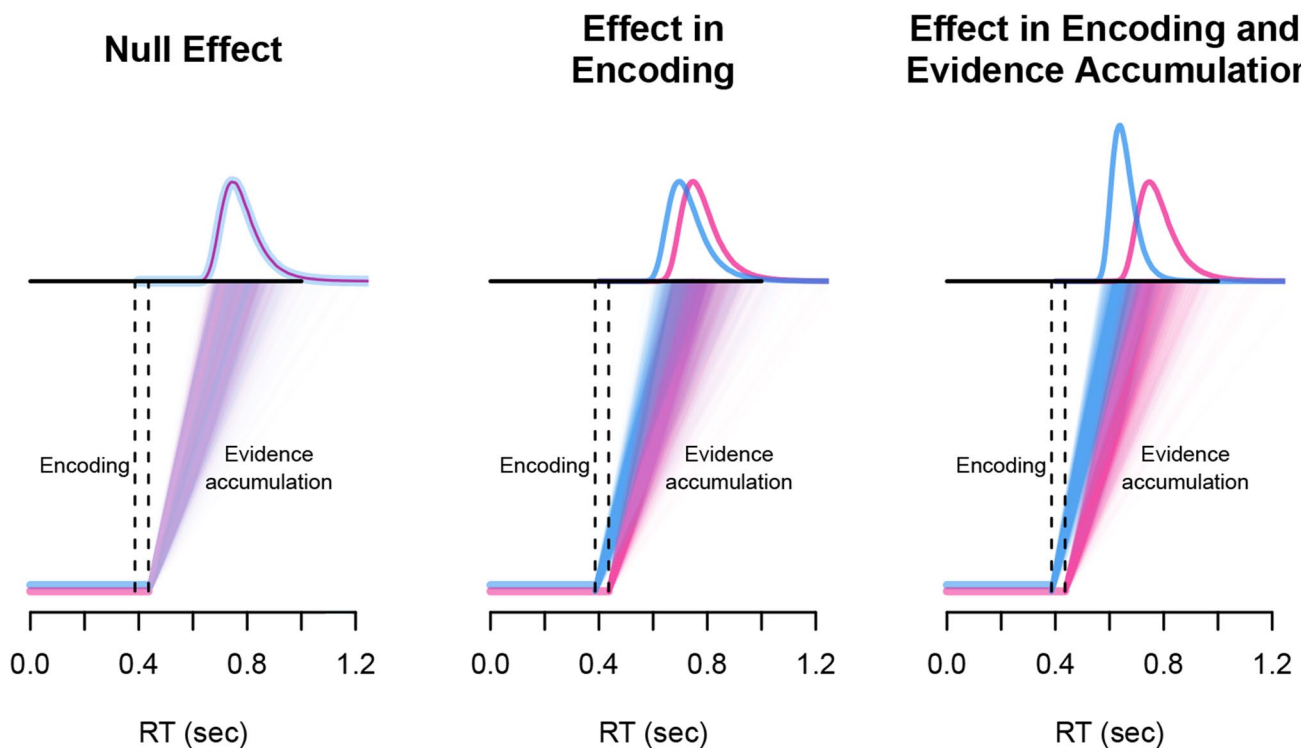 Null Effect
Encoding
Evidence
accumulation
0.0 0.4 0.8 1.2
RT (sec)
Effect in
Encoding
Encoding
Evidence
accumulation
0.0 0.4 0.8 1.2
RT (sec)
Effect in Encoding and
Evidence Accumulation
Encoding
Evidence
accumulation
0.0 0.4 0.8 1.2
RT (sec)